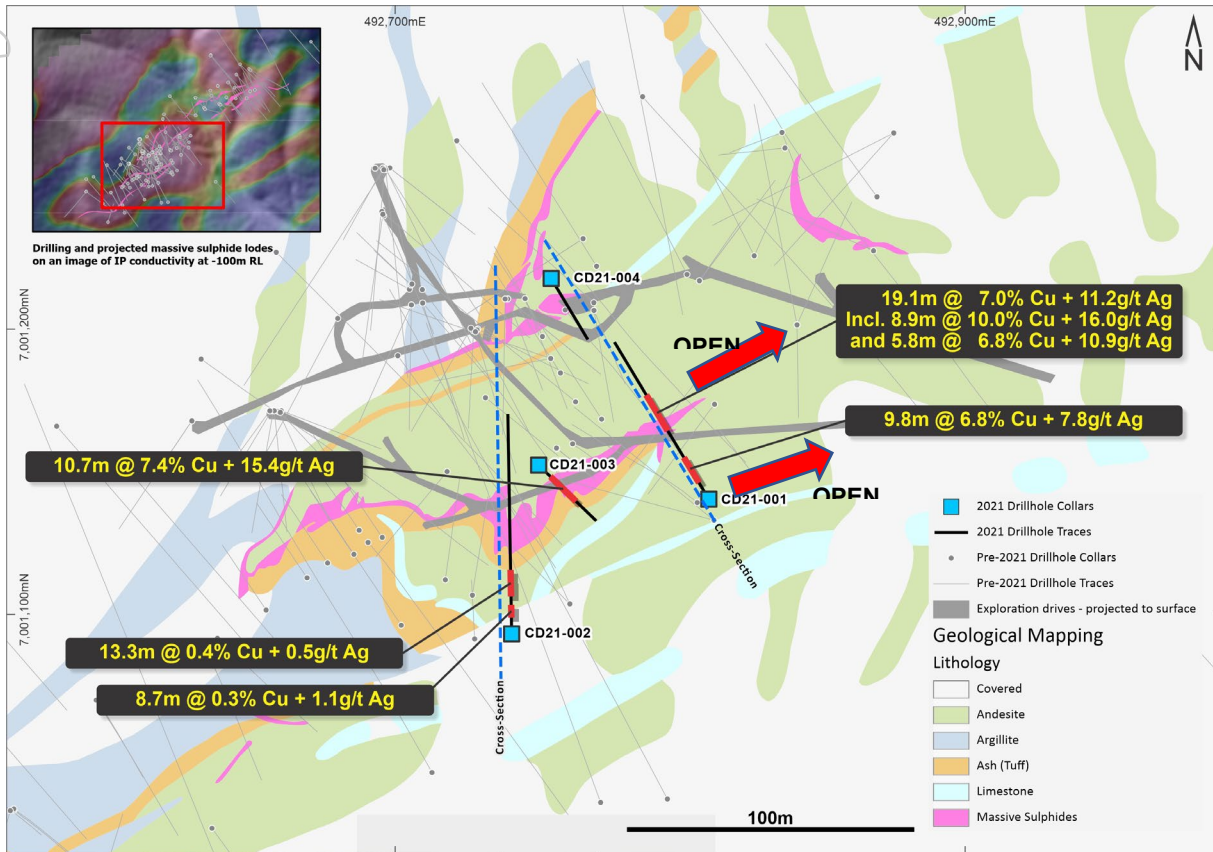 492,700mE
492,900mE
N
Drilling and projected massive sulphide lodes
on an image of IP conductivity at -100m RL
CD21-004
7,001,200mN
OPEN
19.1m @ 7.0% Cu + 11.2g/t Ag
Incl. 8.9m @ 10.0% Cu + 16.0g/t Ag
and 5.8m @ 6.8% Cu + 10.9g/t Ag
9.8m @ 6.8% Cu + 7.8g/t Ag
10.7m @ 7.4% Cu + 15.4g/t Ag
CD21-003
CD21-001
OPEN
Cross-Section
7,001,100mN
CD21-002
13.3m @ 0.4% Cu + 0.5g/t Ag
8.7m @ 0.3% Cu + 1.1g/t Ag
Cross-Section
100m
2021 Drillhole Collars
2021 Drillhole Traces
Pre-2021 Drillhole Collars
Pre-2021 Drillhole Traces
Exploration drives - projected to surface
Geological Mapping
Lithology
Covered
Andesite
Argillite
Ash (Tuff)
Limestone
Massive Sulphides